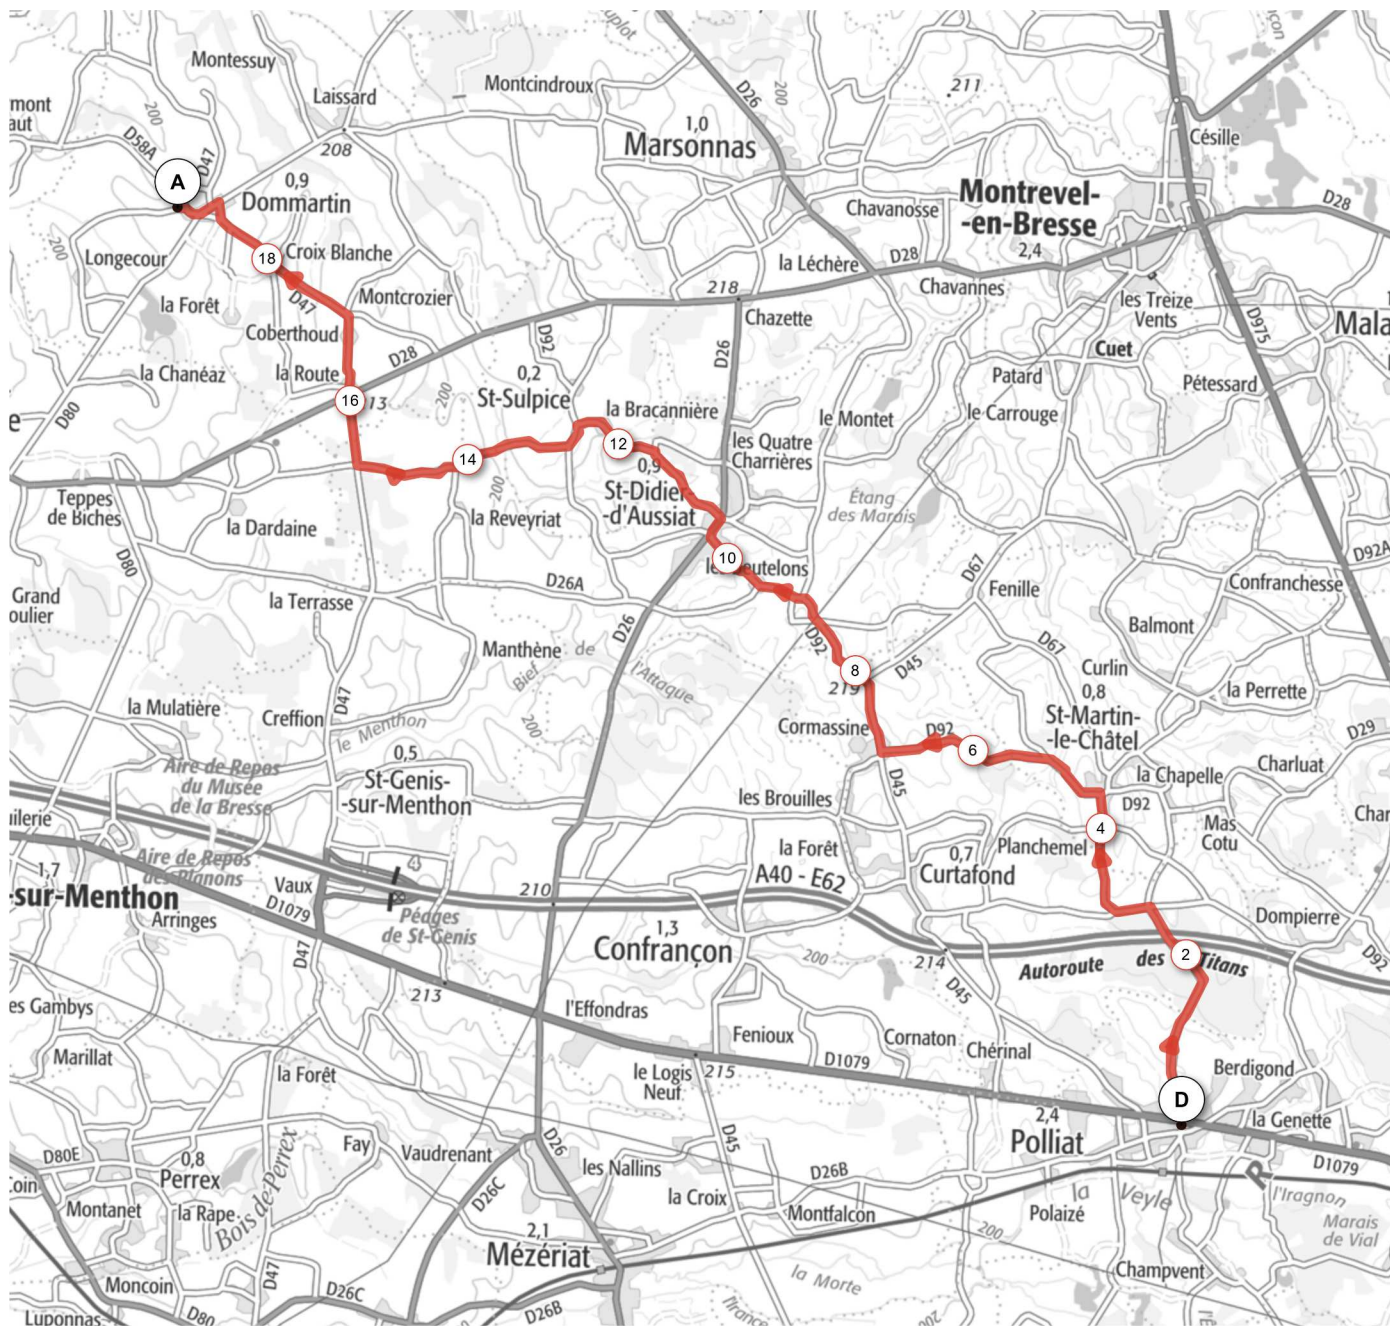 Montessuy
Montcindroux
D26
200
211
mont
aut
200
Laissard
D58A
D47
208
1,0
Marsonnas
Césille
A
0,9
Dommartin
Montrevel-
-en-Bresse
2,4
Chavanosse
D28
200
Longecour
200
18
Croix Blanche
la Léchère
D28
Chavannes
la Forêt
D47
Montcrozier
218
Chazette
les Treize
Vents
D975
Mala
Coberthoud
D92
D26
Cuet
la Chanéaz
la Route
D28
200
0,2
St-Sulpice
Patard
Pétessard
D80
16
13
la Bracannière
le Montet
le Carrouge
e
14
12
les Quatre
Charrières
200
0,9
St-Didier-
-d'Aussiat
Étang
des Marais
Teppes
de Biches
la Dardaine
la Reveyriat
D80
10
D67
D92A
D26A
Confranchesse
Grand
oulier
la Terrasse
Fenille
D26
D92
Balmont
Manthène
Bief
de
l'Attaque
D67
8
219
D45
Curlin
0,8
St-Martin-
-le-Châtel
la Perrette
la Mulatière
Creffion
D47
le Menthon
200
Cormassine
D92
6
D29
0,5
St-Genis-
-sur-Menthon
Aire de Repos
du Musée
de la Bresse
la Chapelle
Charluat
D45
les Brouilles
D92
uilerie
4
Mas
Cotu
Char
Aire de Repos
des Planons
la Forêt
Planchemel
0,7
Curtafond
1,7
-sur-Menthon
Vaux
D1079
4
A40 - E62
210
Arringes
Péages
de St-Genis
1,3
Confrançon
Dompierre
D47
200
214
2
Autoroute
des
Titans
D92
213
D45
es Gambys
l'Effondras
Fenioux
Cornaton
Chérinal
Marillat
la Forêt
le Logis
Neuf
215
D1079
Berdigond
D
2,4
Polliat
la Genette
D80E
0,8
Perrex
Fay
Vaudrenant
D26
les Nallins
D45
D26B
D1079
Coin
Bois de Perrex
D26C
la Croix
la
Veyle
R
l'Iragnon
Montanet
la Rape
Montfalcon
Polaizé
Marais
de Vial
2,1
Mézériat
200
D47
Moncoin
la Morte
Champvent
D26C
Luponnas
D80
D26B
200